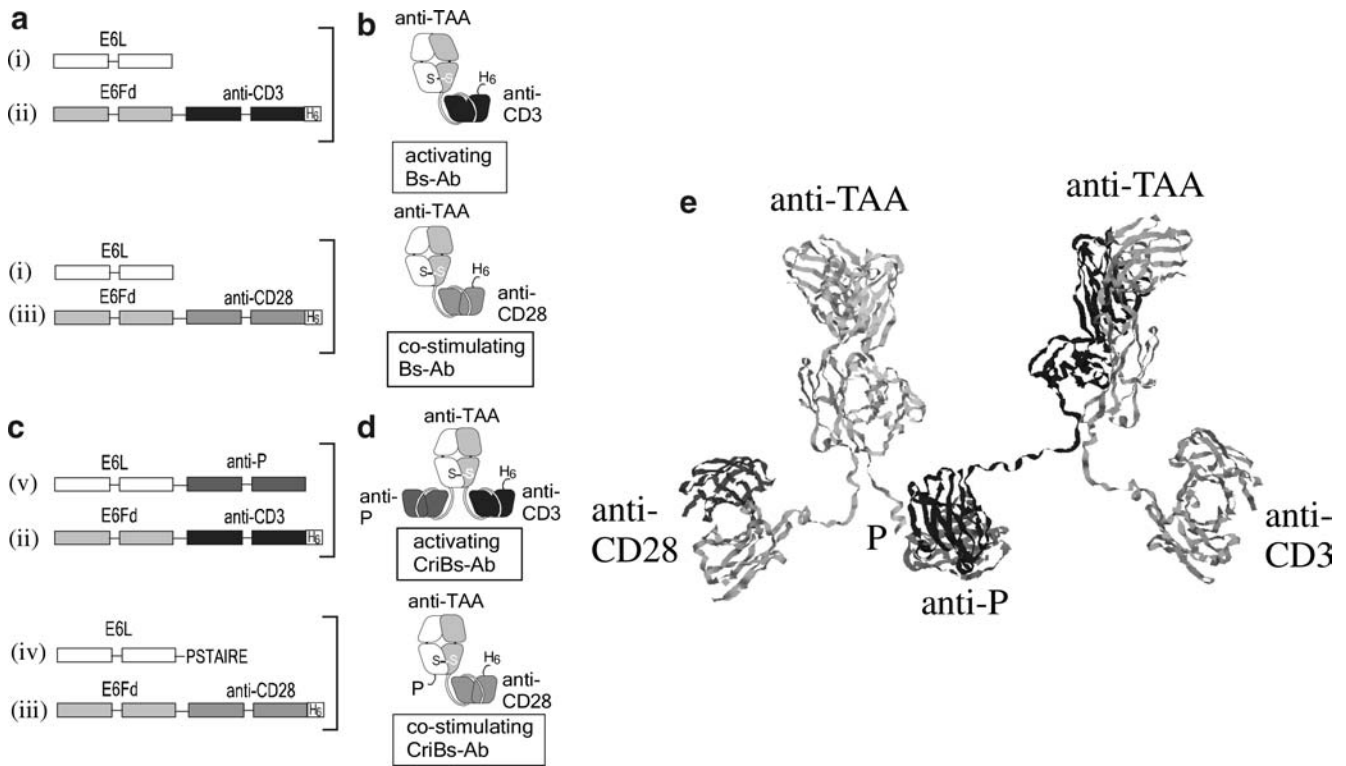 a
E6L
(i)
E6Fd anti-CD3
(ii) H6
E6L
(i)
E6Fd anti-CD28
(iii) H6
b
anti-TAA
S-S
H6
anti-
CD3
activating
Bs-Ab
anti-TAA
S-S
H6
anti-
CD28
co-stimulating
Bs-Ab
c
E6L anti-P
(v)
E6Fd anti-CD3
(ii) H6
E6L
(iv) PSTAIRE
E6Fd anti-CD28
(iii) H6
d
anti-TAA
S-S
H6
anti-
P
anti-
CD3
activating
CriBs-Ab
anti-TAA
S-S
H6
P
anti-
CD28
co-stimulating
CriBs-Ab
e
anti-TAA
anti-TAA
anti-
CD28
P
anti-P
anti-
CD3